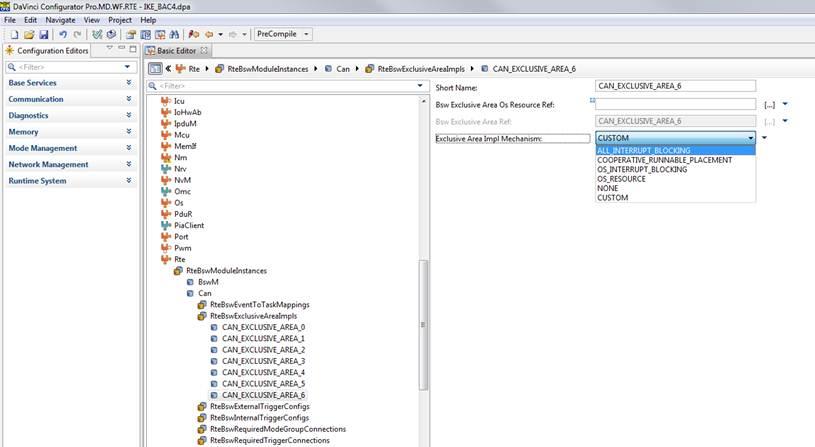 DaVinci Configurator Pro.MD.WF.RTE - IKE_BAC4.dpa
File Edit Navigate View Project Help
PreCompile
Configuration Editors
<Filter>
Base Services
Communication
Diagnostics
Memory
Mode Management
Network Management
Runtime System
Basic Editor
Rte RteBswModuleInstances Can RteBswExclusiveAreaImpls CAN_EXCLUSIVE_AREA_6
<Filter>
Icu
IoHwAb
IpduM
Mcu
MemIf
Nm
Nrv
NvM
Omc
Os
PduR
PiaClient
Port
Pwm
Rte
RteBswModuleInstances
BswM
Can
RteBswEventToTaskMappings
RteBswExclusiveAreaImpls
CAN_EXCLUSIVE_AREA_0
CAN_EXCLUSIVE_AREA_1
CAN_EXCLUSIVE_AREA_2
CAN_EXCLUSIVE_AREA_3
CAN_EXCLUSIVE_AREA_4
CAN_EXCLUSIVE_AREA_5
CAN_EXCLUSIVE_AREA_6
RteBswExternalTriggerConfigs
RteBswInternalTriggerConfigs
RteBswRequiredModeGroupConnections
RteBswRequiredTriggerConnections
Short Name: CAN_EXCLUSIVE_AREA_6
Bsw Exclusive Area Os Resource Ref: [...]
Bsw Exclusive Area Ref: CAN_EXCLUSIVE_AREA_6 [...]
Exclusive Area Impl Mechanism: CUSTOM
ALL_INTERRUPT_BLOCKING
COOPERATIVE_RUNNABLE_PLACEMENT
OS_INTERRUPT_BLOCKING
OS_RESOURCE
NONE
CUSTOM